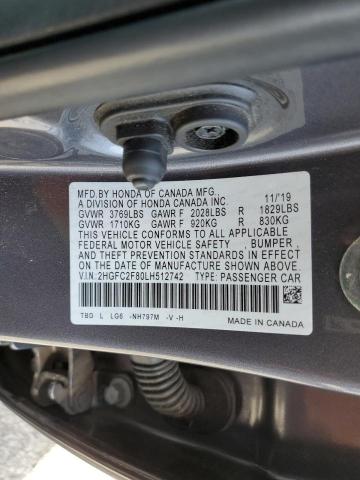 MFD.BY HONDA OF CANADA MFG.,
A DIVISION OF HONDA CANADA INC. 11/'19
GVWR 3769LBS GAWR F 2028LBS R 1829LBS
GVWR 1710KG GAWR F 920KG R 830KG
THIS VEHICLE CONFORMS TO ALL APPLICABLE
FEDERAL MOTOR VEHICLE SAFETY , BUMPER ,
AND THEFT PREVENTION STANDARDS IN EFFECT
ON THE DATE OF MANUFACTURE SHOWN ABOVE.
V.I.N.:2HGFC2F80LH512742 TYPE: PASSENGER CAR
TBG L LG6 -NH797M -V -H
MADE IN CANADA